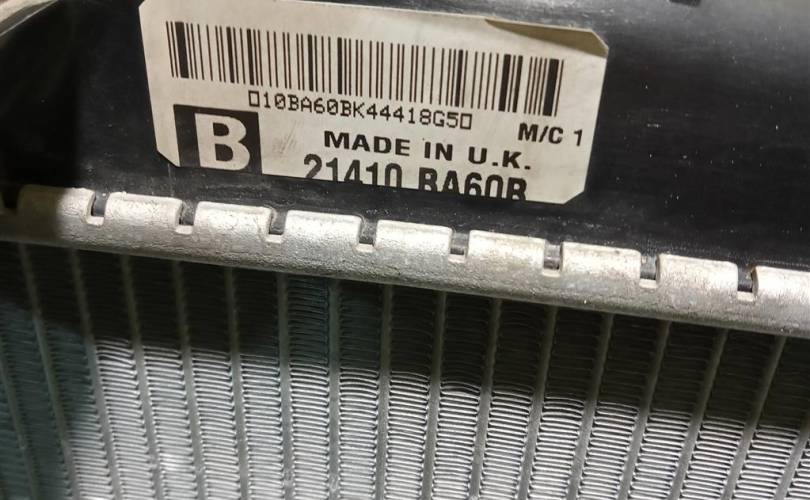 ▯10BA60BK44418G5▯
M/C 1
B
MADE IN U.K.
21410 BA60B